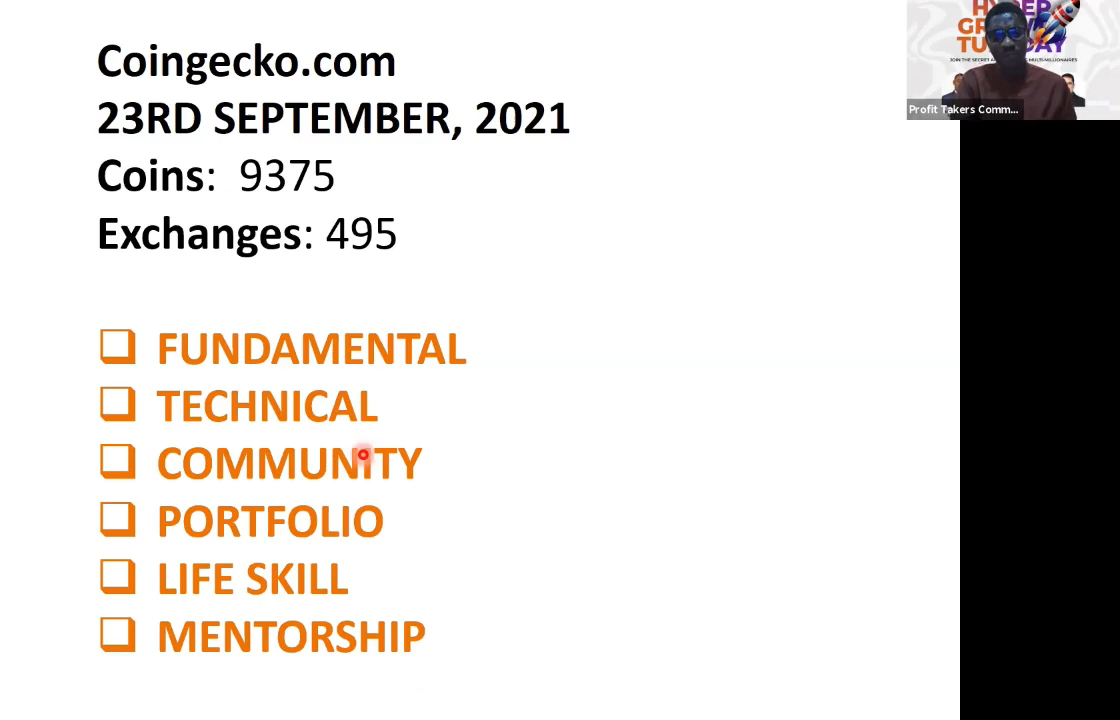 Coingecko.com
23RD SEPTEMBER, 2021
Coins: 9375
Exchanges: 495
FUNDAMENTAL
TECHNICAL
COMMUNITY
PORTFOLIO
LIFE SKILL
MENTORSHIP
Profit Takers Comm...